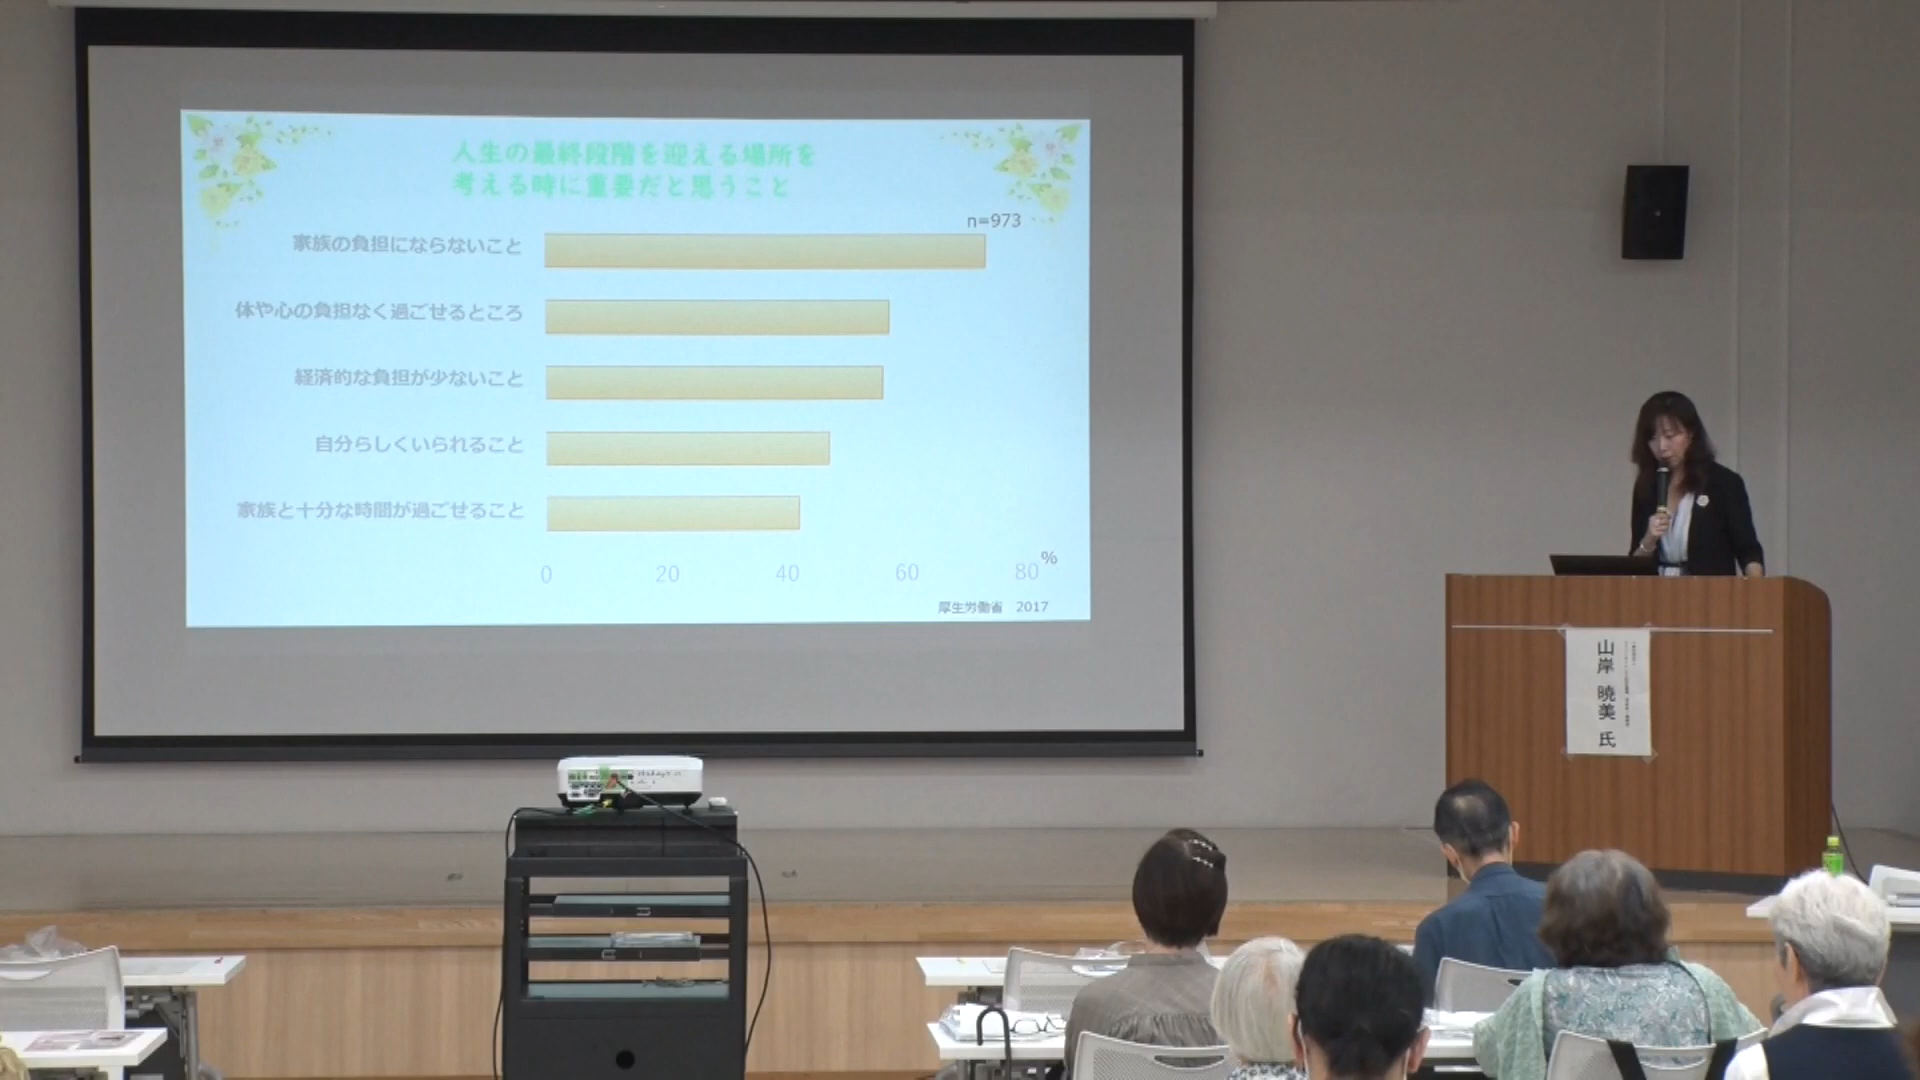 人生の最終段階を迎える場所を
考える時に重要だと思うこと
n=973
家族の負担にならないこと
体や心の負担なく過ごせるところ
経済的な負担が少ないこと
自分らしくいられること
家族と十分な時間が過ごせること
0 20 40 60 80 %
厚生労働省 2017
山岸 暁美 氏